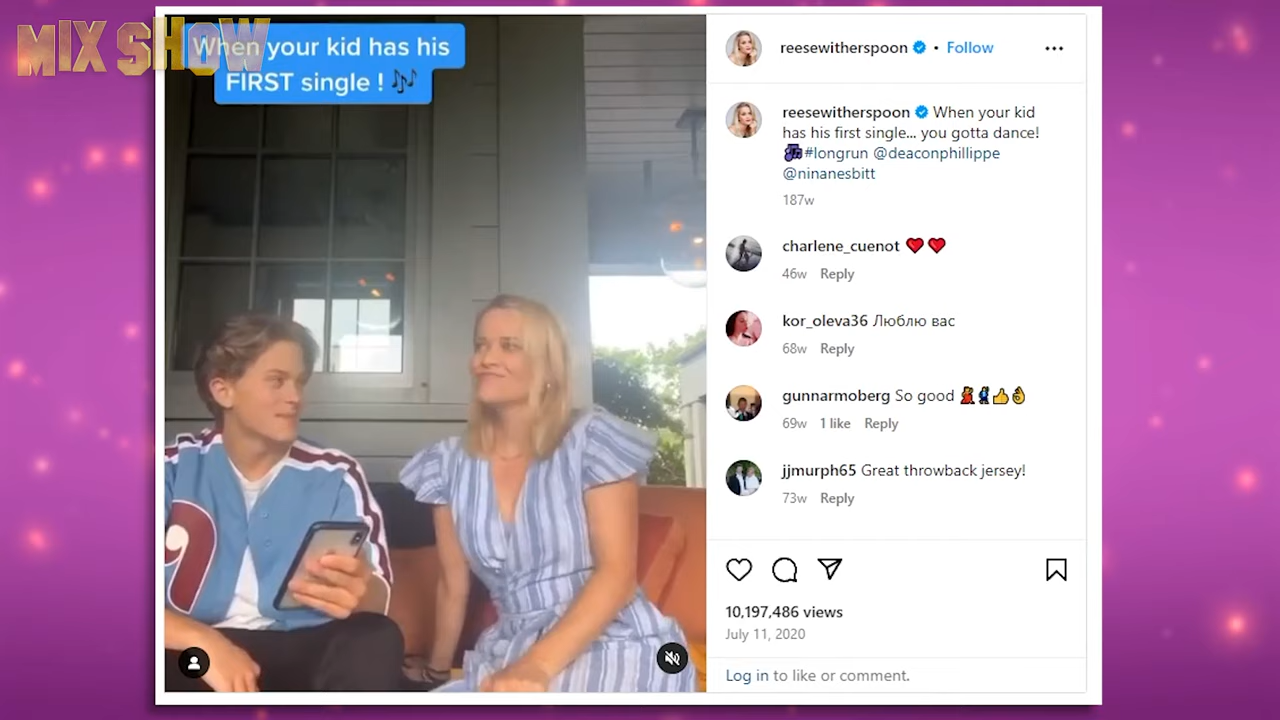 MIX SHOW
When your kid has his
FIRST single ! 🎶
reesewitherspoon • Follow
reesewitherspoon When your kid
has his first single... you gotta dance!
#longrun @deaconphillippe
@ninanesbitt
187w
charlene_cuenot ❤️❤️
46w Reply
kor_oleva36 Люблю вас
68w Reply
gunnarmoberg So good 💃🕺👍👌
69w 1 like Reply
jjmurph65 Great throwback jersey!
73w Reply
10,197,486 views
July 11, 2020
Log in to like or comment.